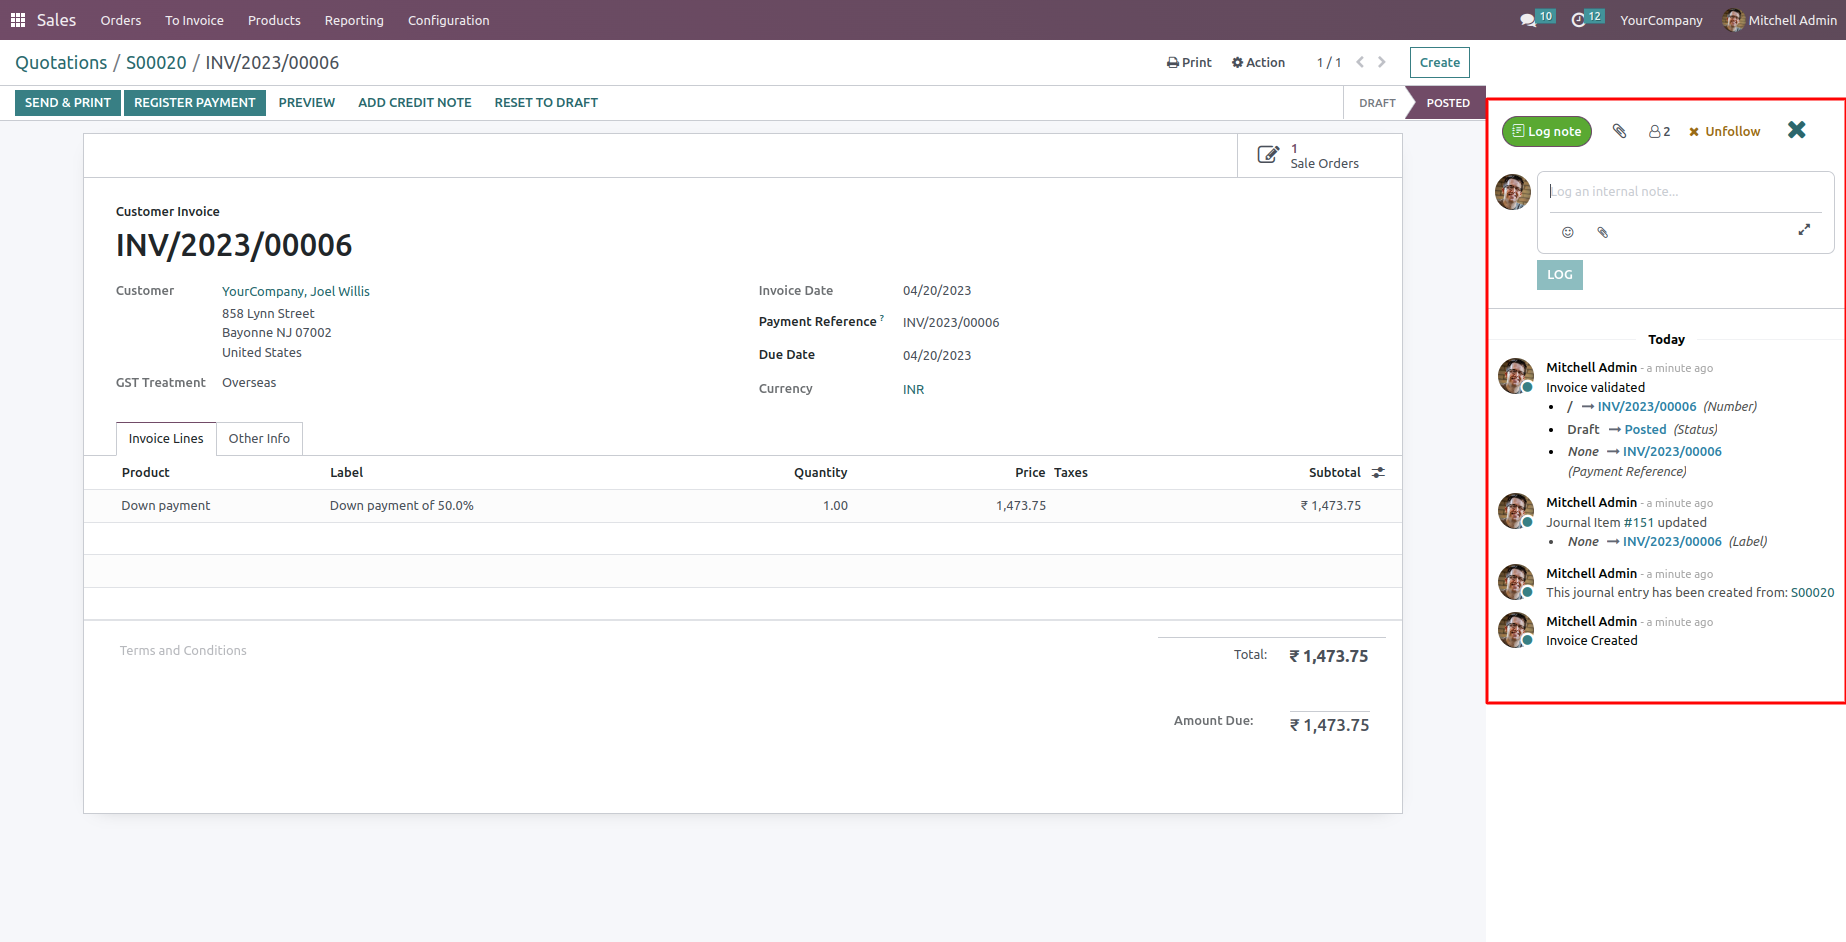 Sales Orders To Invoice Products Reporting Configuration 10 12 YourCompany Mitchell Admin
Quotations / S00020 / INV/2023/00006 Print Action 1 / 1 Create
SEND & PRINT REGISTER PAYMENT PREVIEW ADD CREDIT NOTE RESET TO DRAFT DRAFT POSTED
1
Sale Orders
Customer Invoice
INV/2023/00006
Customer YourCompany, Joel Willis
858 Lynn Street
Bayonne NJ 07002
United States
GST Treatment Overseas
Invoice Date 04/20/2023
Payment Reference ? INV/2023/00006
Due Date 04/20/2023
Currency INR
Invoice Lines Other Info
Product Label Quantity Price Taxes Subtotal
Down payment Down payment of 50.0% 1.00 1,473.75 ₹ 1,473.75
Terms and Conditions
Total: ₹ 1,473.75
Amount Due: ₹ 1,473.75
Log note 2 Unfollow
Log an internal note...
LOG
Today
Mitchell Admin - a minute ago
Invoice validated
• / → INV/2023/00006 (Number)
• Draft → Posted (Status)
• None → INV/2023/00006
(Payment Reference)
Mitchell Admin - a minute ago
Journal Item #151 updated
• None → INV/2023/00006 (Label)
Mitchell Admin - a minute ago
This journal entry has been created from: S00020
Mitchell Admin - a minute ago
Invoice Created